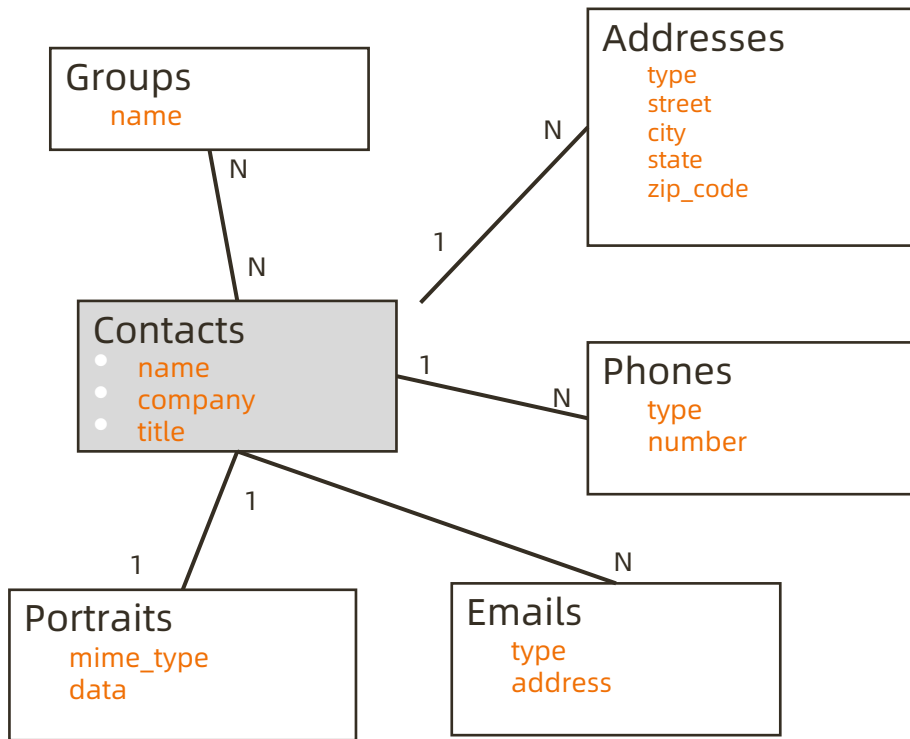 Groups
name
N
N
Addresses
type
street
city
state
zip_code
N
1
Contacts
name
company
title
1
N
Phones
type
number
1
1
N
Portraits
mime_type
data
Emails
type
address